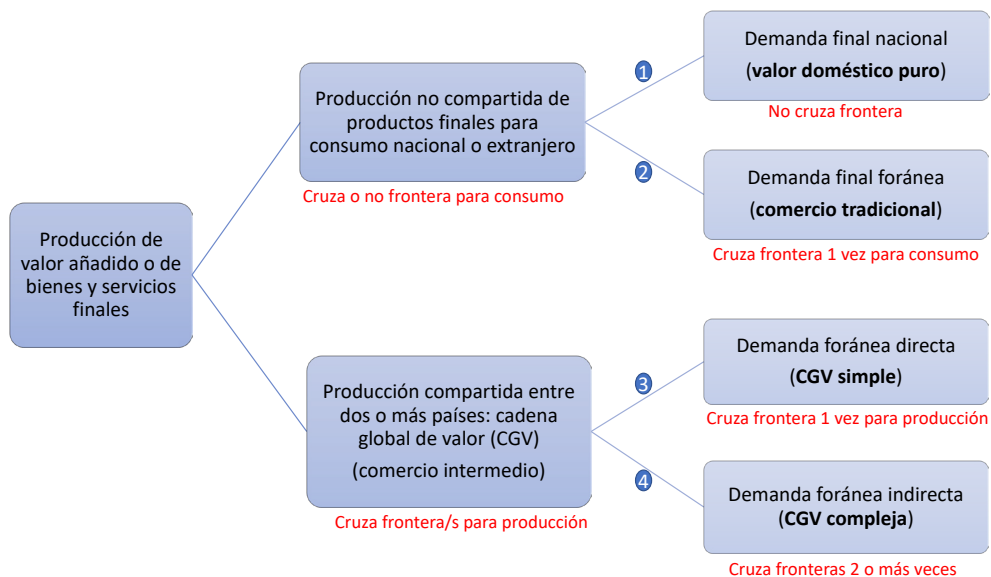 Producción de
valor añadido o de
bienes y servicios
finales
Producción no compartida de
productos finales para
consumo nacional o extranjero
Cruza o no frontera para consumo
1
Demanda final nacional
(valor doméstico puro)
No cruza frontera
2
Demanda final foránea
(comercio tradicional)
Cruza frontera 1 vez para consumo
Producción compartida entre
dos o más países: cadena
global de valor (CGV)
(comercio intermedio)
Cruza frontera/s para producción
3
Demanda foránea directa
(CGV simple)
Cruza frontera 1 vez para producción
4
Demanda foránea indirecta
(CGV compleja)
Cruza fronteras 2 o más veces